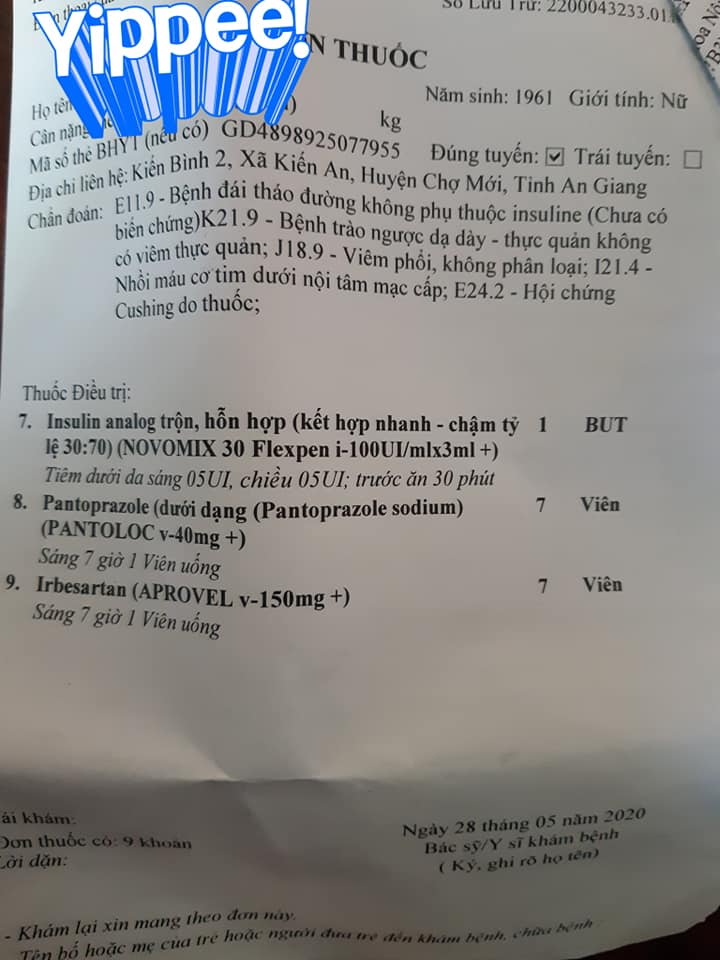 Số Lưu Trữ: 2200043233.01
Yippee!
N THUỐC
Họ tên
Năm sinh: 1961 Giới tính: Nữ
Cân nặng kg
Mã số thẻ BHYT (nếu có) GD4898925077955 Đúng tuyến: ☑ Trái tuyến: ☐
Địa chỉ liên hệ: Kiến Bình 2, Xã Kiến An, Huyện Chợ Mới, Tỉnh An Giang
Chẩn đoán: E11.9 - Bệnh đái tháo đường không phụ thuộc insuline (Chưa có
biến chứng)K21.9 - Bệnh trào ngược dạ dày - thực quản không
có viêm thực quản; J18.9 - Viêm phổi, không phân loại; I21.4 -
Nhồi máu cơ tim dưới nội tâm mạc cấp; E24.2 - Hội chứng
Cushing do thuốc;
Thuốc Điều trị:
7. Insulin analog trộn, hỗn hợp (kết hợp nhanh - chậm tỷ 1 BUT
lệ 30:70) (NOVOMIX 30 Flexpen i-100UI/mlx3ml +)
Tiêm dưới da sáng 05UI, chiều 05UI; trước ăn 30 phút
8. Pantoprazole (dưới dạng (Pantoprazole sodium) 7 Viên
(PANTOLOC v-40mg +)
Sáng 7 giờ 1 Viên uống
9. Irbesartan (APROVEL v-150mg +) 7 Viên
Sáng 7 giờ 1 Viên uống
ái khám:
Đơn thuốc có: 9 khoản
Lời dặn:
Ngày 28 tháng 05 năm 2020
Bác sỹ/Y sĩ khám bệnh
( Ký, ghi rõ họ tên)
- Khám lại xin mang theo đơn này.
Tên bố hoặc mẹ của trẻ hoặc người đưa trẻ đến khám bệnh, chữa bệnh